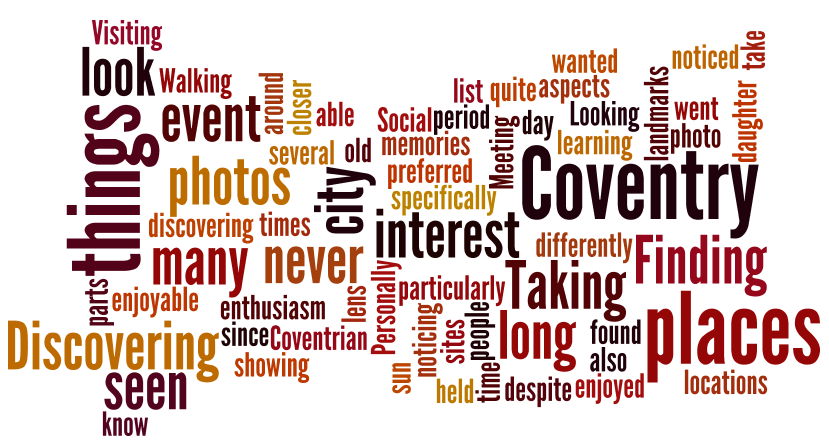 Visiting
look
Walking
things
event
around
closer
able
several
old
photos
city
discovering
times
many
never
parts
enjoyable
enthusiasm
lens
since
Coventrian
Discovering
showing
seen
know
list
quite
wanted
aspects
noticed
take
Social
period
Meeting
day
Looking
landmarks
went
photo
daughter
memories
learning
preferred
specifically
Coventry
interest
differently
Finding
Personally
particularly
Taking
places
sun
noticing
sites
people
long
found
also
held
time
despite
enjoyed
locations